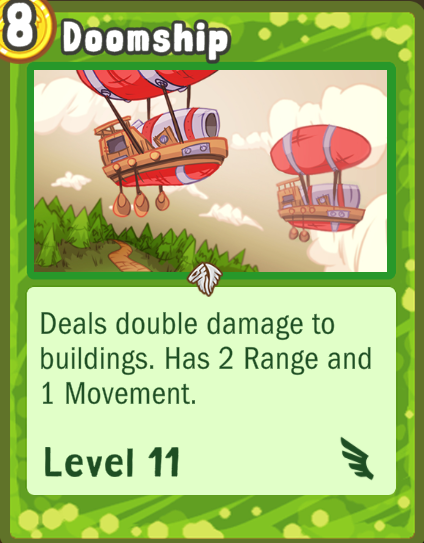 8 Doomship
Deals double damage to
buildings. Has 2 Range and
1 Movement.
Level 11